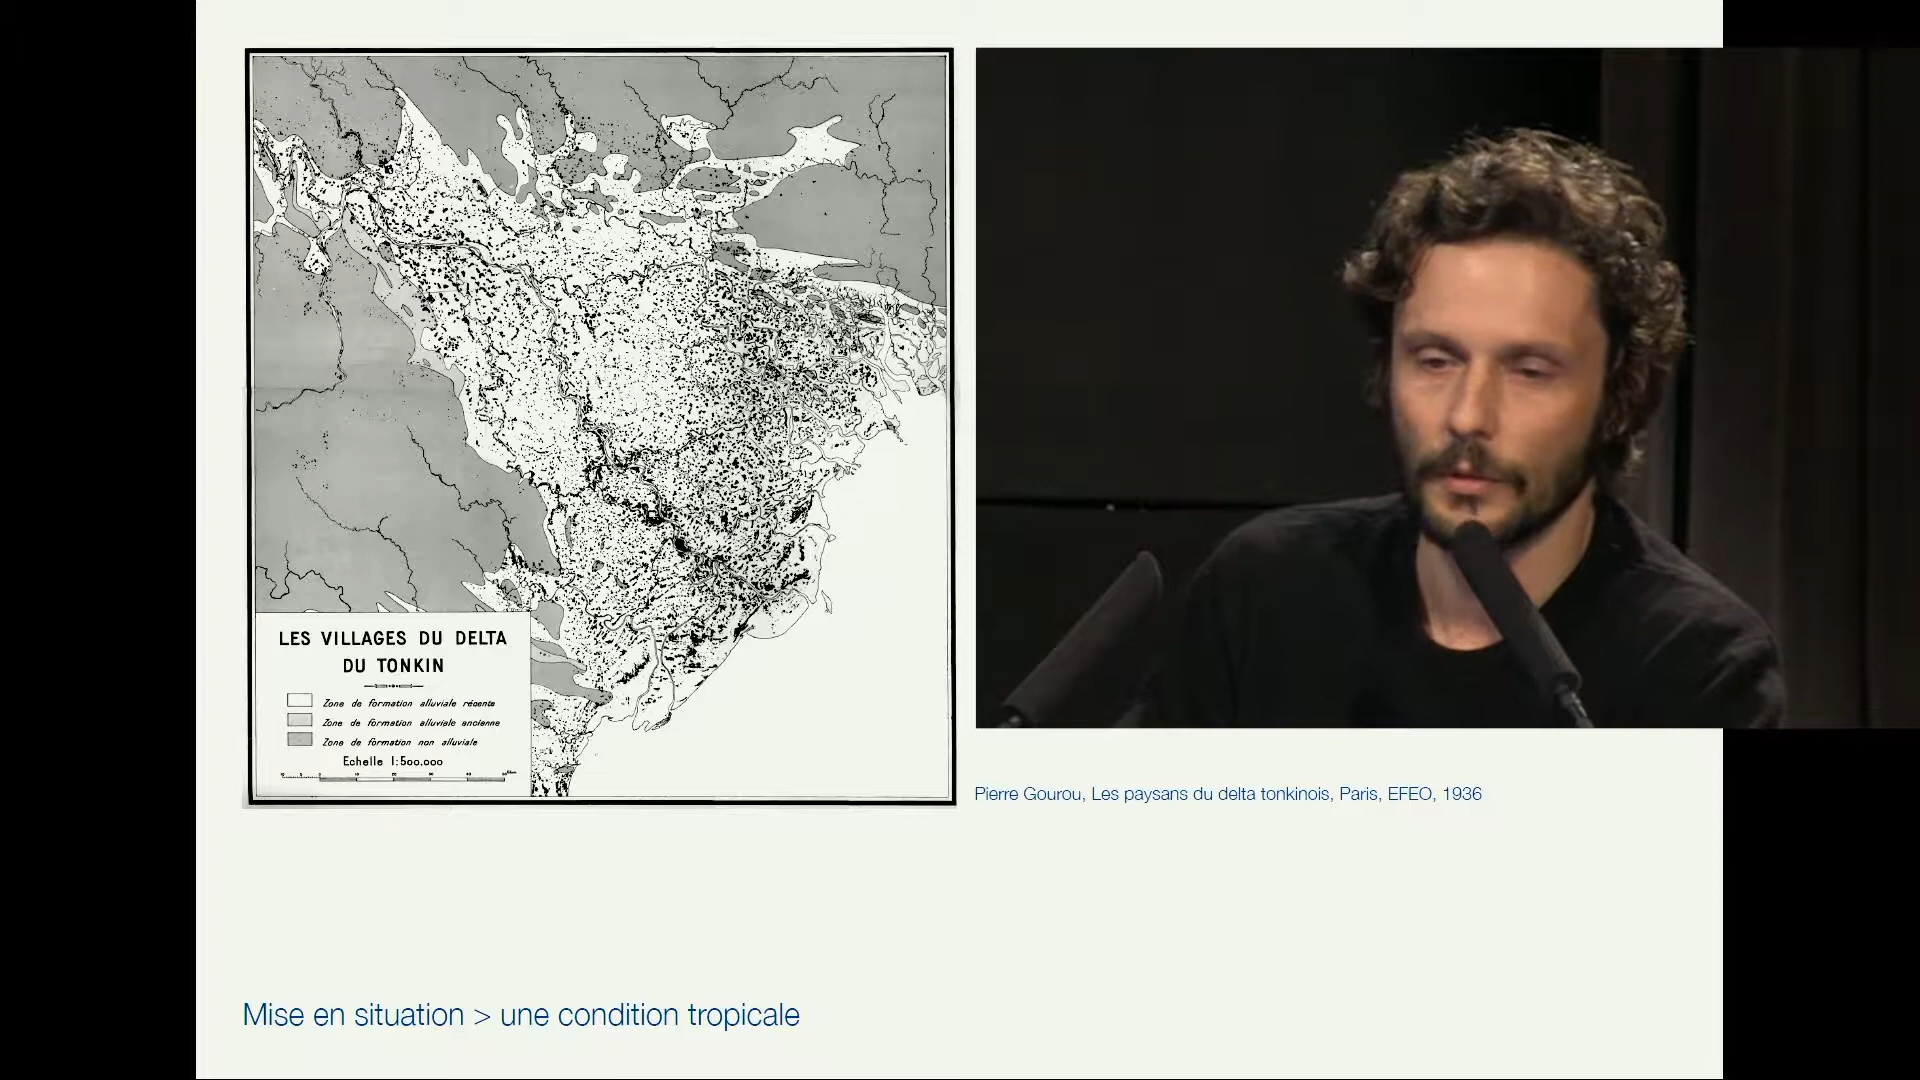 LES VILLAGES DU DELTA
DU TONKIN
Zone de formation alluviale récente
Zone de formation alluviale ancienne
Zone de formation non alluviale
Echelle 1:500.000
Pierre Gourou, Les paysans du delta tonkinois, Paris, EFEO, 1936
Mise en situation > une condition tropicale